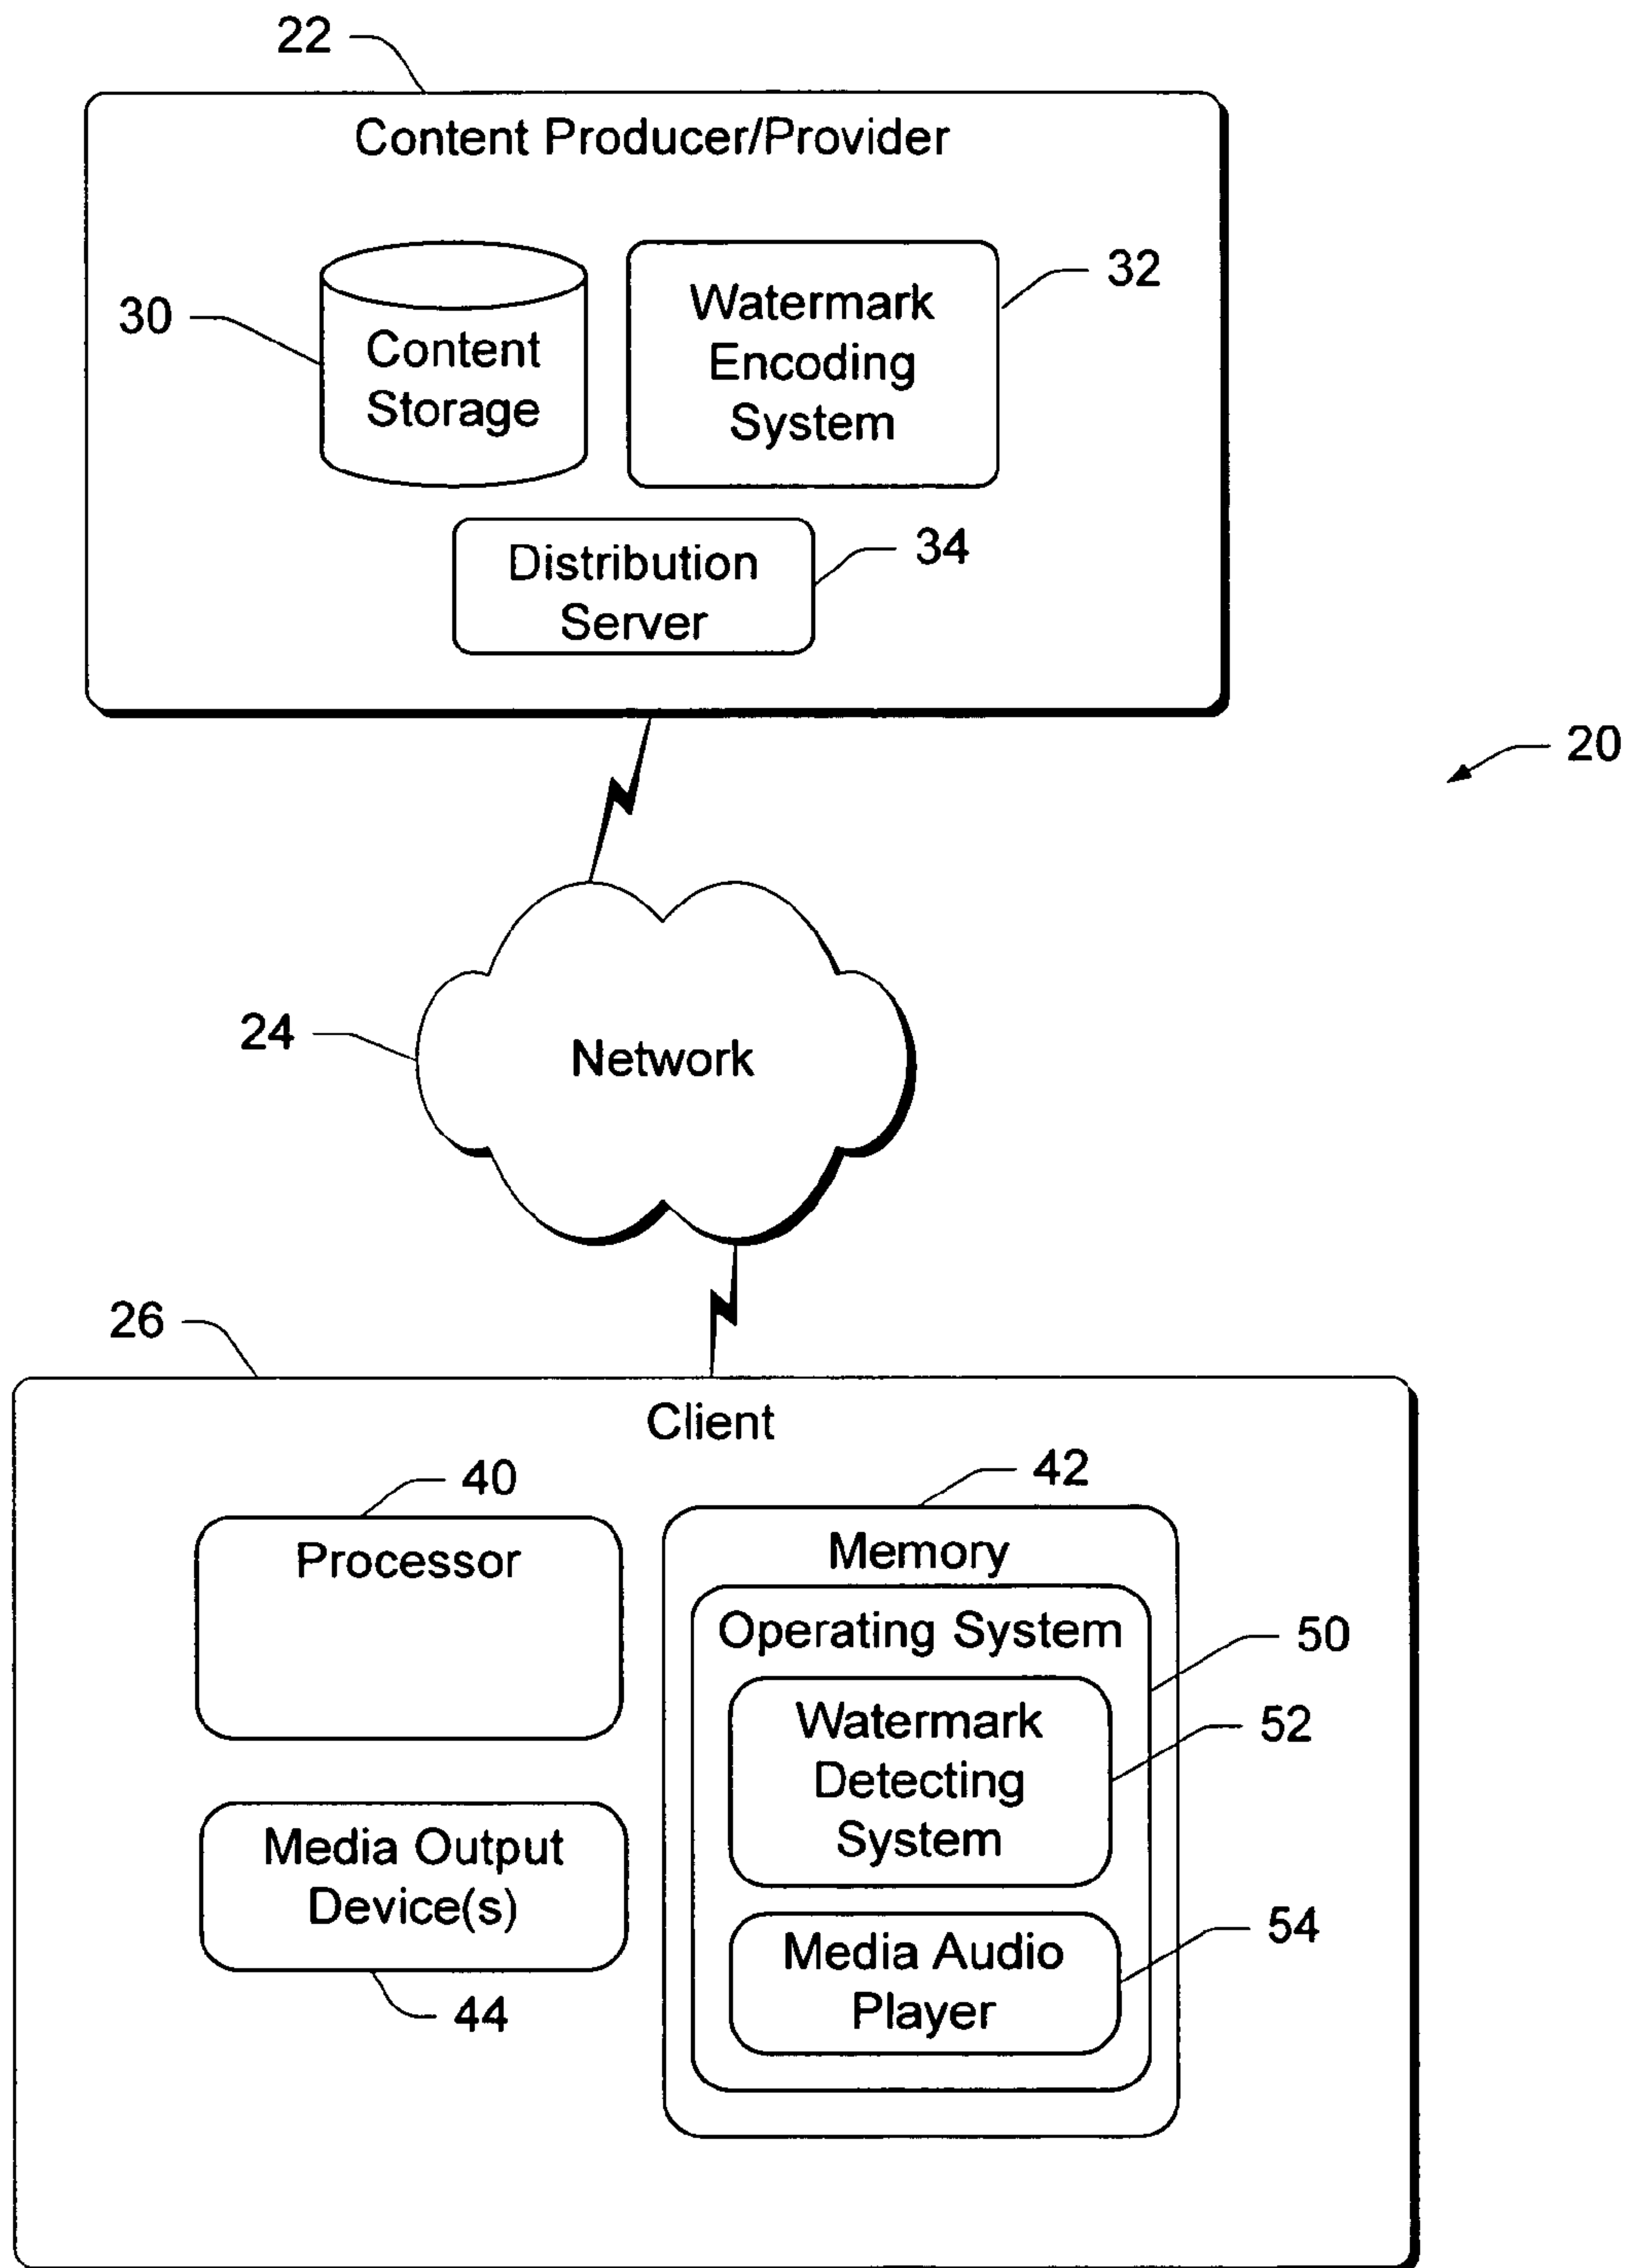 22
Content Producer/Provider
30
Content
Storage
Watermark
Encoding
System
32
Distribution
Server
34
20
24
Network
26
Client
40
Processor
42
Memory
Operating System
50
Watermark
Detecting
System
52
Media Output
Device(s)
44
Media Audio
Player
54